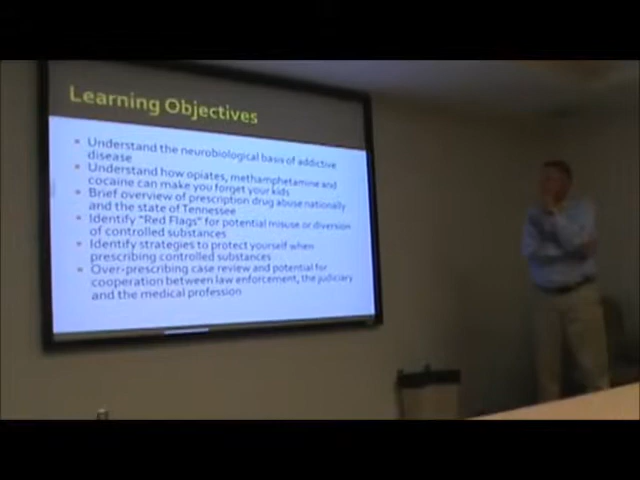 Learning Objectives
Understand the neurobiological basis of addictive
disease
Understand how opiates, methamphetamine and
cocaine can make you forget your kids
Brief overview of prescription drug abuse nationally
and the state of Tennessee
Identify "Red Flags" for potential misuse or diversion
of controlled substances
Identify strategies to protect yourself when
prescribing controlled substances
Over-prescribing case review and potential for
cooperation between law enforcement, the judiciary
and the medical profession